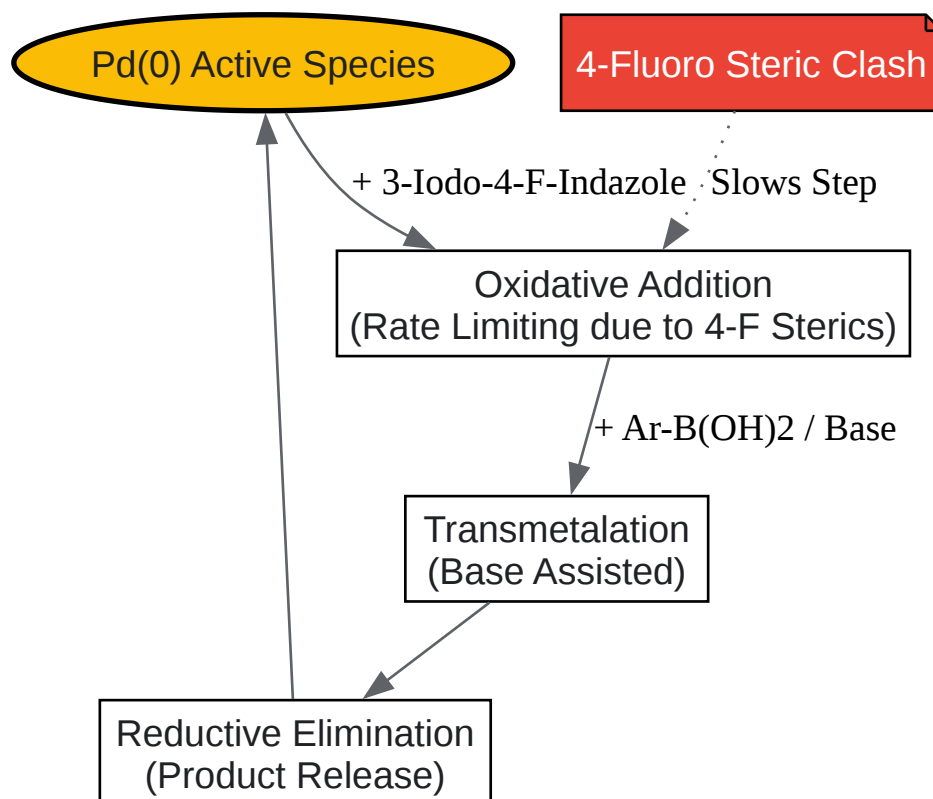 Pd(0) Active Species
4-Fluoro Steric Clash
+ 3-Iodo-4-F-Indazole
Slows Step
Oxidative Addition
(Rate Limiting due to 4-F Sterics)
+ Ar-B(OH)2 / Base
Transmetalation
(Base Assisted)
Reductive Elimination
(Product Release)